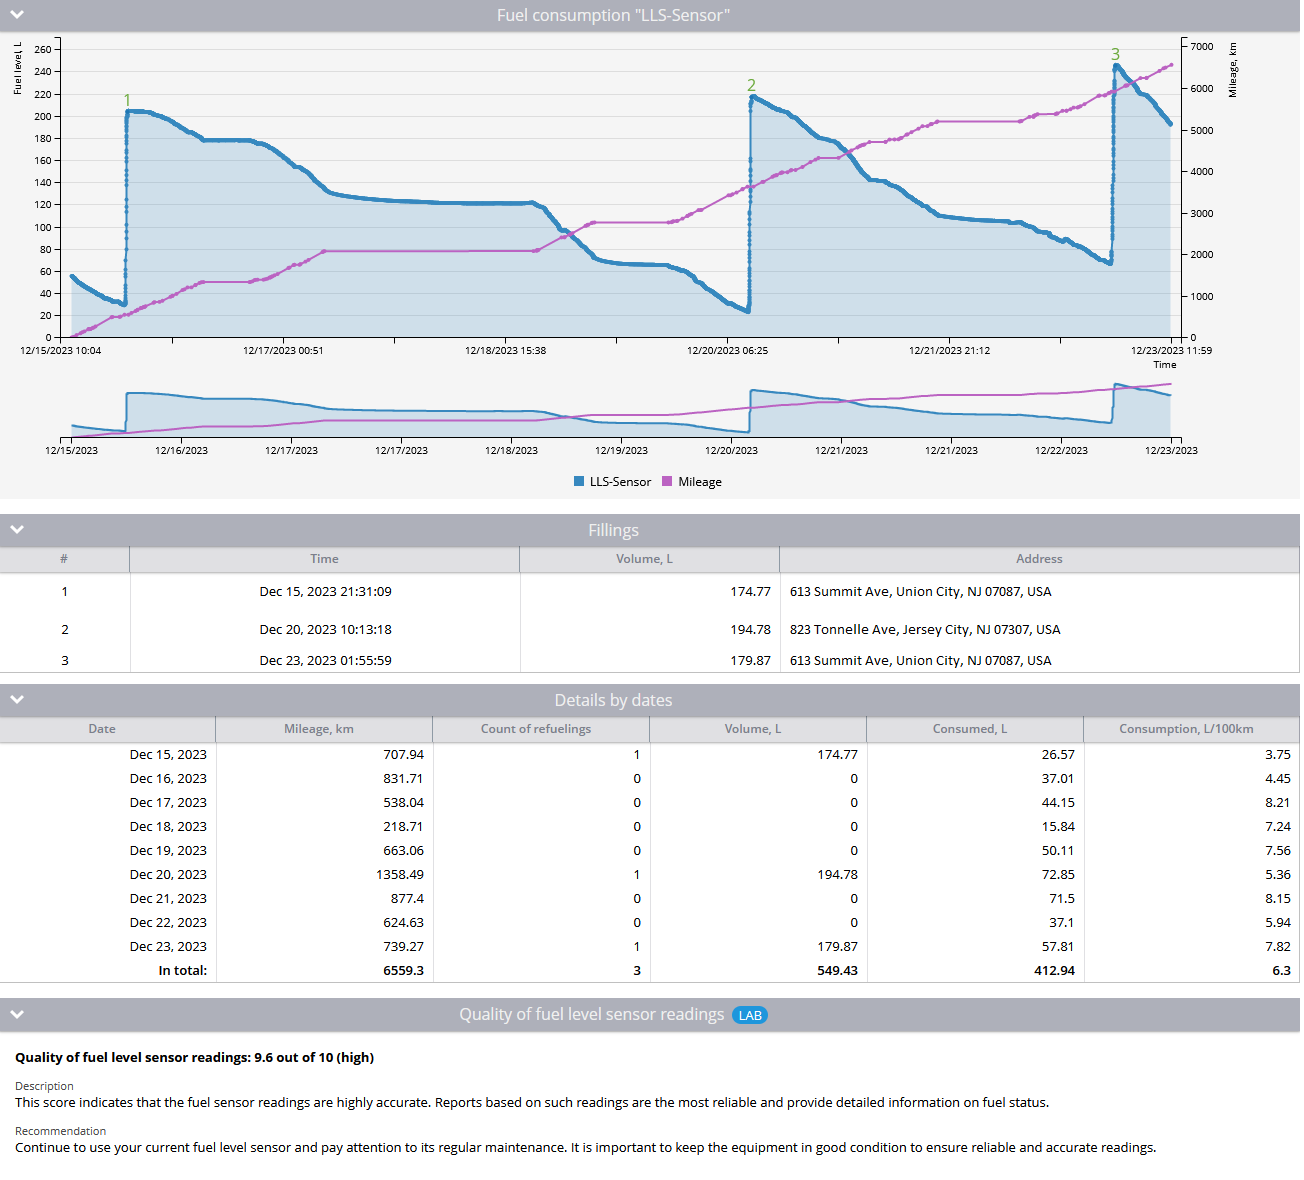 Fuel consumption "LLS-Sensor"
Fuel level, L
Mileage, km
260
240
220
200
180
160
140
120
100
80
60
40
20
0
7000
6000
5000
4000
3000
2000
1000
0
1
2
3
12/15/2023 10:04 12/17/2023 00:51 12/18/2023 15:38 12/20/2023 06:25 12/21/2023 21:12 12/23/2023 11:59
Time
12/15/2023 12/16/2023 12/17/2023 12/17/2023 12/18/2023 12/19/2023 12/20/2023 12/21/2023 12/21/2023 12/22/2023 12/23/2023
LLS-Sensor Mileage
Fillings
# Time Volume, L Address
1 Dec 15, 2023 21:31:09 174.77 613 Summit Ave, Union City, NJ 07087, USA
2 Dec 20, 2023 10:13:18 194.78 823 Tonnelle Ave, Jersey City, NJ 07307, USA
3 Dec 23, 2023 01:55:59 179.87 613 Summit Ave, Union City, NJ 07087, USA
Details by dates
Date Mileage, km Count of refuelings Volume, L Consumed, L Consumption, L/100km
Dec 15, 2023 707.94 1 174.77 26.57 3.75
Dec 16, 2023 831.71 0 0 37.01 4.45
Dec 17, 2023 538.04 0 0 44.15 8.21
Dec 18, 2023 218.71 0 0 15.84 7.24
Dec 19, 2023 663.06 0 0 50.11 7.56
Dec 20, 2023 1358.49 1 194.78 72.85 5.36
Dec 21, 2023 877.4 0 0 71.5 8.15
Dec 22, 2023 624.63 0 0 37.1 5.94
Dec 23, 2023 739.27 1 179.87 57.81 7.82
In total: 6559.3 3 549.43 412.94 6.3
Quality of fuel level sensor readings LAB
Quality of fuel level sensor readings: 9.6 out of 10 (high)
Description
This score indicates that the fuel sensor readings are highly accurate. Reports based on such readings are the most reliable and provide detailed information on fuel status.
Recommendation
Continue to use your current fuel level sensor and pay attention to its regular maintenance. It is important to keep the equipment in good condition to ensure reliable and accurate readings.